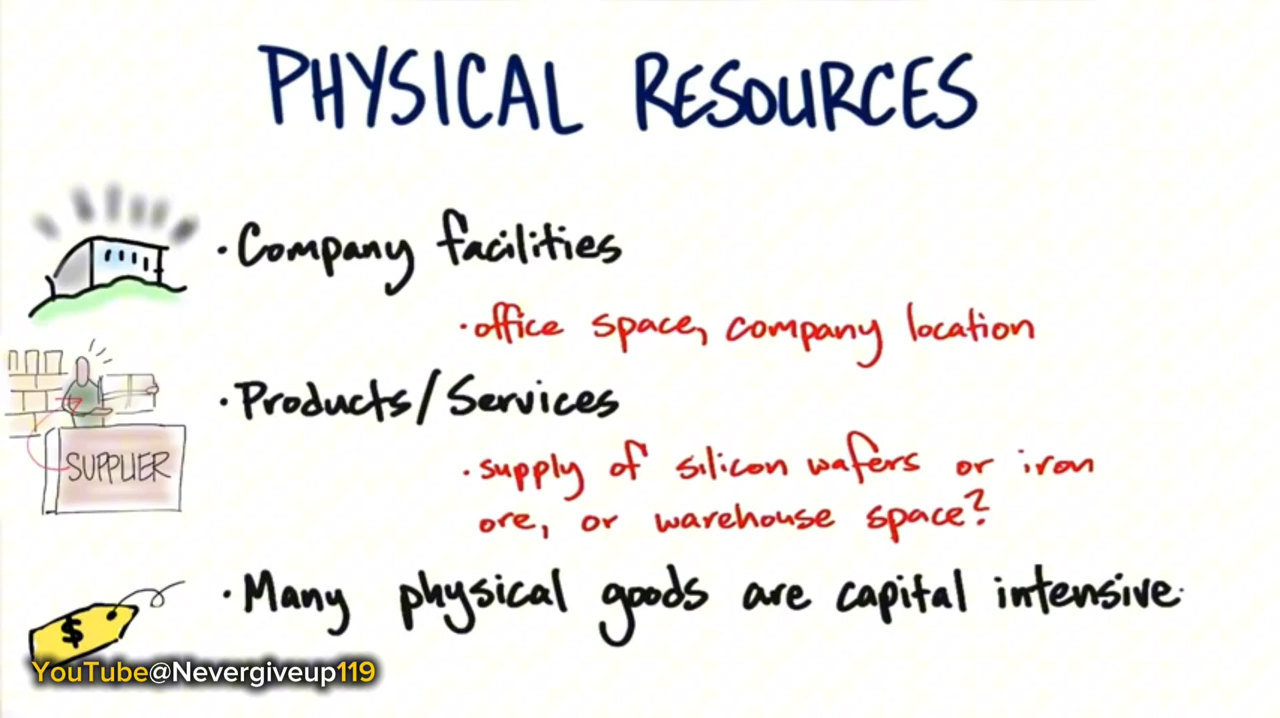 PHYSICAL RESOURCES
· Company facilities
· office space, company location
· Products/Services
SUPPLIER
· supply of silicon wafers or iron
ore, or warehouse space?
· Many physical goods are capital intensive.
$
YouTube@Nevergiveup119